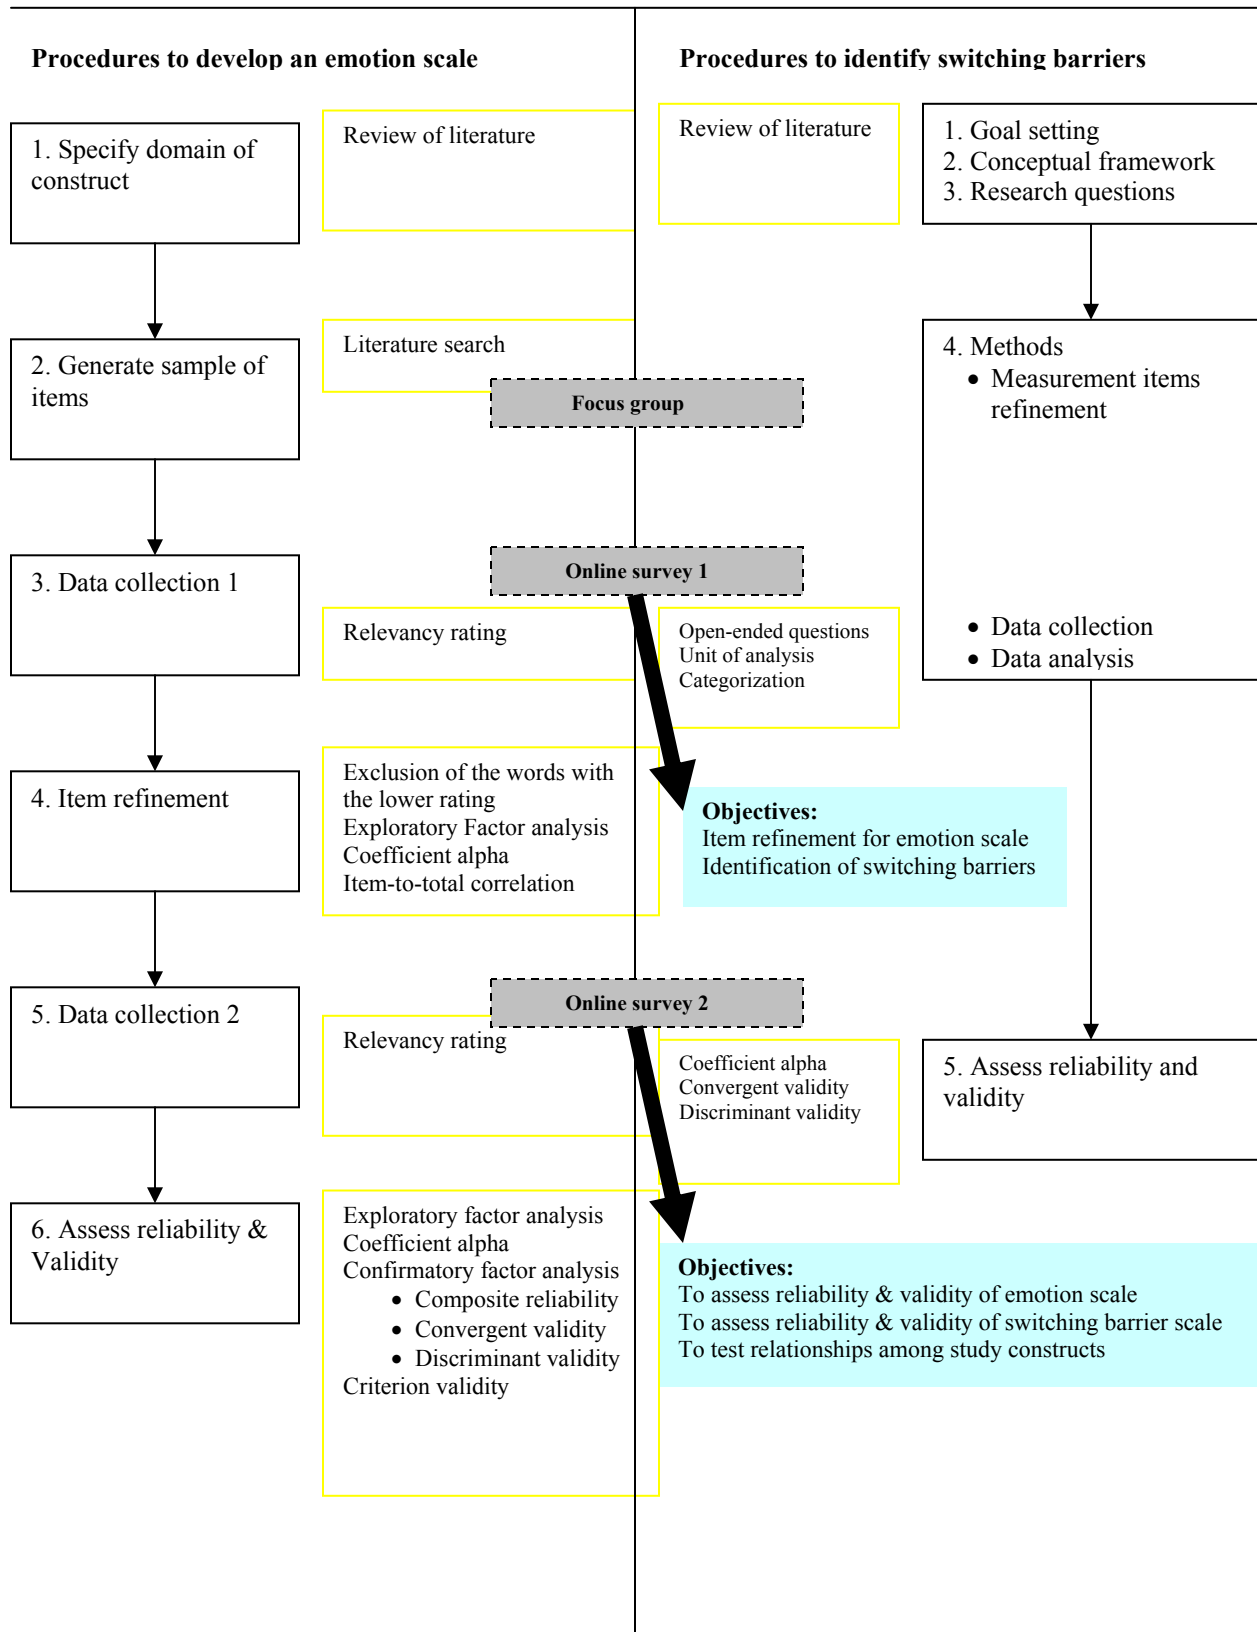 Procedures to develop an emotion scale
Procedures to identify switching barriers
1. Specify domain of
construct
Review of literature
Review of literature
1. Goal setting
2. Conceptual framework
3. Research questions
2. Generate sample of
items
Literature search
Focus group
4. Methods
• Measurement items
refinement
• Data collection
• Data analysis
3. Data collection 1
Online survey 1
Relevancy rating
Open-ended questions
Unit of analysis
Categorization
4. Item refinement
Exclusion of the words with
the lower rating
Exploratory Factor analysis
Coefficient alpha
Item-to-total correlation
Objectives:
Item refinement for emotion scale
Identification of switching barriers
5. Data collection 2
Online survey 2
Relevancy rating
Coefficient alpha
Convergent validity
Discriminant validity
5. Assess reliability and
validity
6. Assess reliability &
Validity
Exploratory factor analysis
Coefficient alpha
Confirmatory factor analysis
• Composite reliability
• Convergent validity
• Discriminant validity
Criterion validity
Objectives:
To assess reliability & validity of emotion scale
To assess reliability & validity of switching barrier scale
To test relationships among study constructs